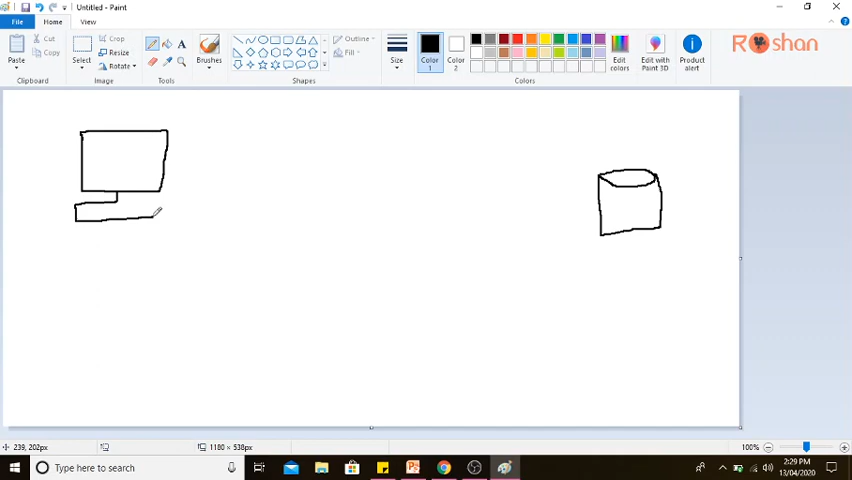 Untitled - Paint
File Home View
Paste
Cut
Copy
Clipboard
Select
Crop
Resize
Rotate
Image
A
Tools
Brushes
Shapes
Outline
Fill
Size
Color 1
Color 2
Colors
Edit colors
Edit with Paint 3D
Product alert
Roshan
239, 202px
1180 × 538px
100%
Type here to search
2:29 PM
13/04/2020